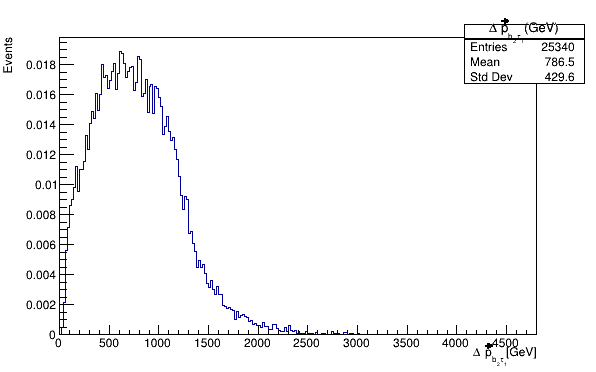 Δ p⃗_{b₂τ₁} (GeV)
Entries 25340
Mean 786.5
Std Dev 429.6
Events
0.018
0.016
0.014
0.012
0.01
0.008
0.006
0.004
0.002
0
0 500 1000 1500 2000 2500 3000 3500 4000 4500
Δ p⃗_{b₂τ₁} [GeV]